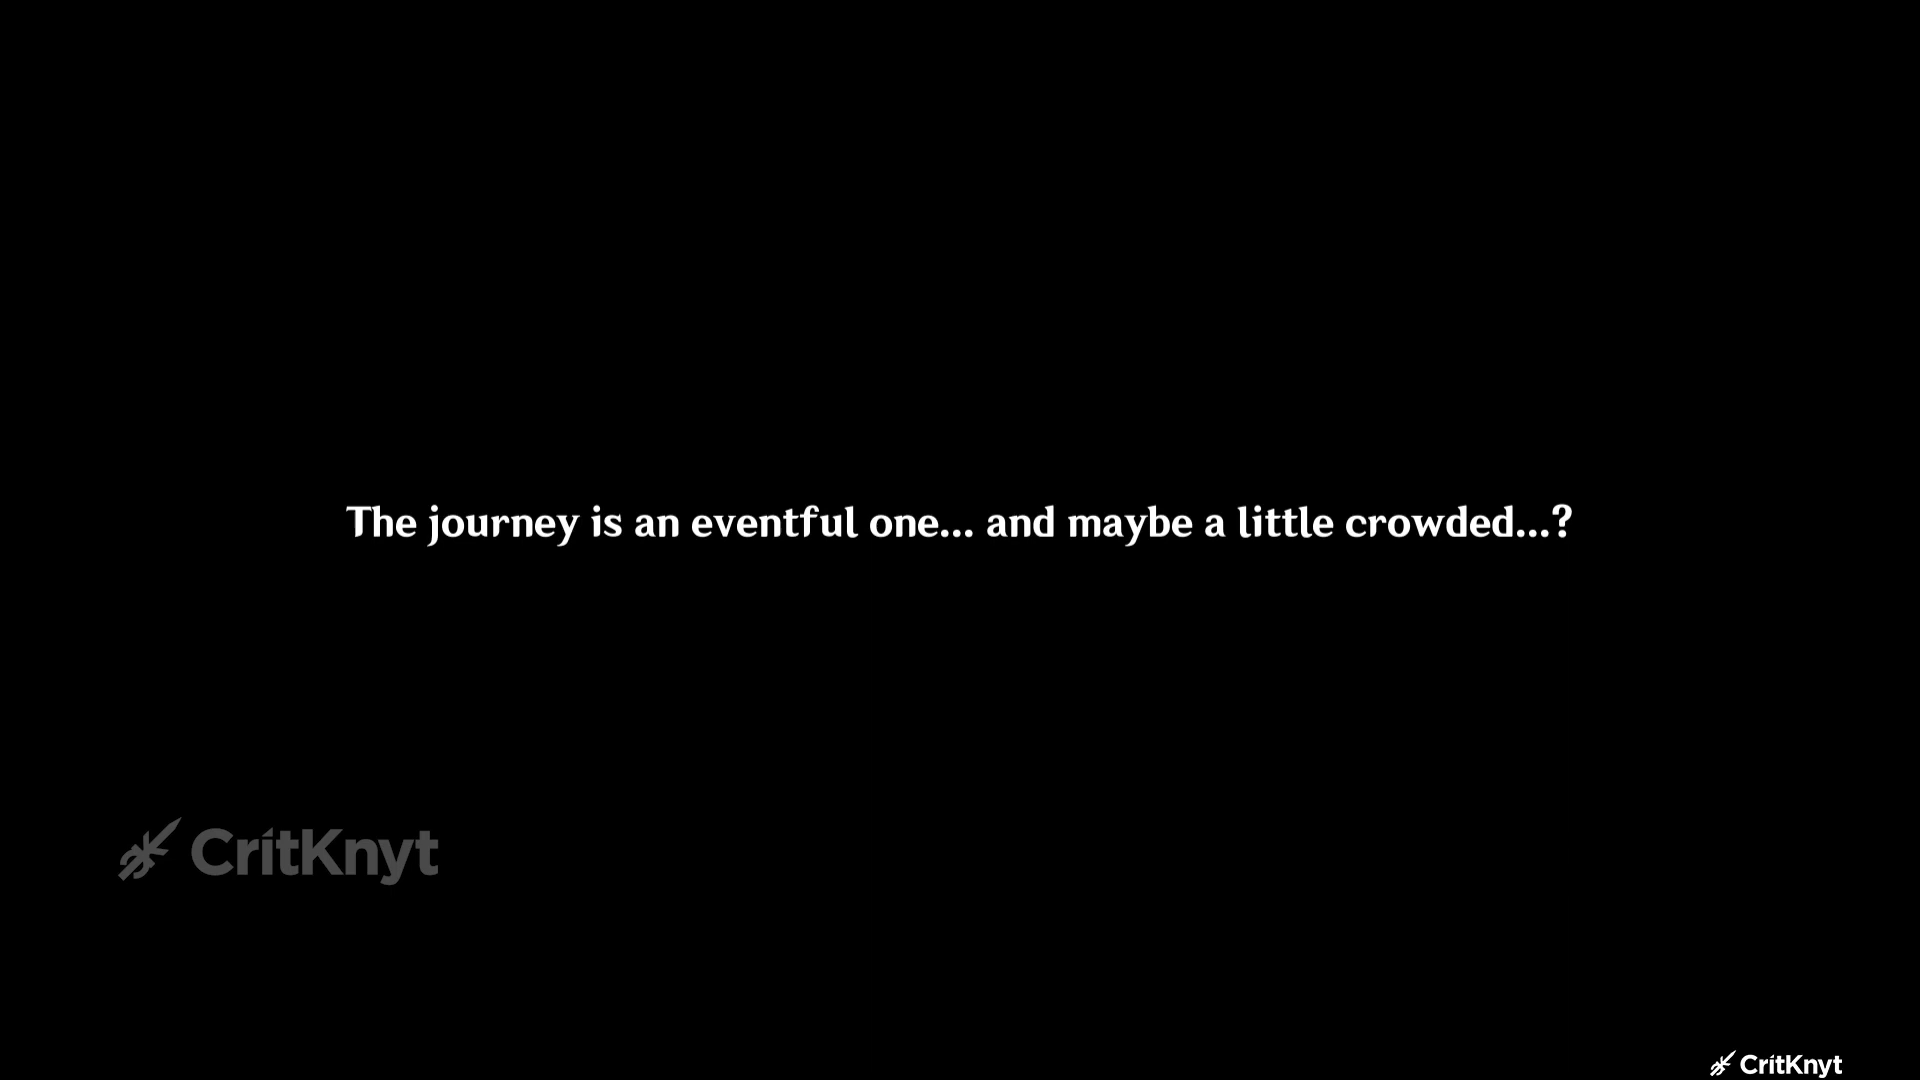 The journey is an eventful one... and maybe a little crowded...?
CritKnyt
CritKnyt